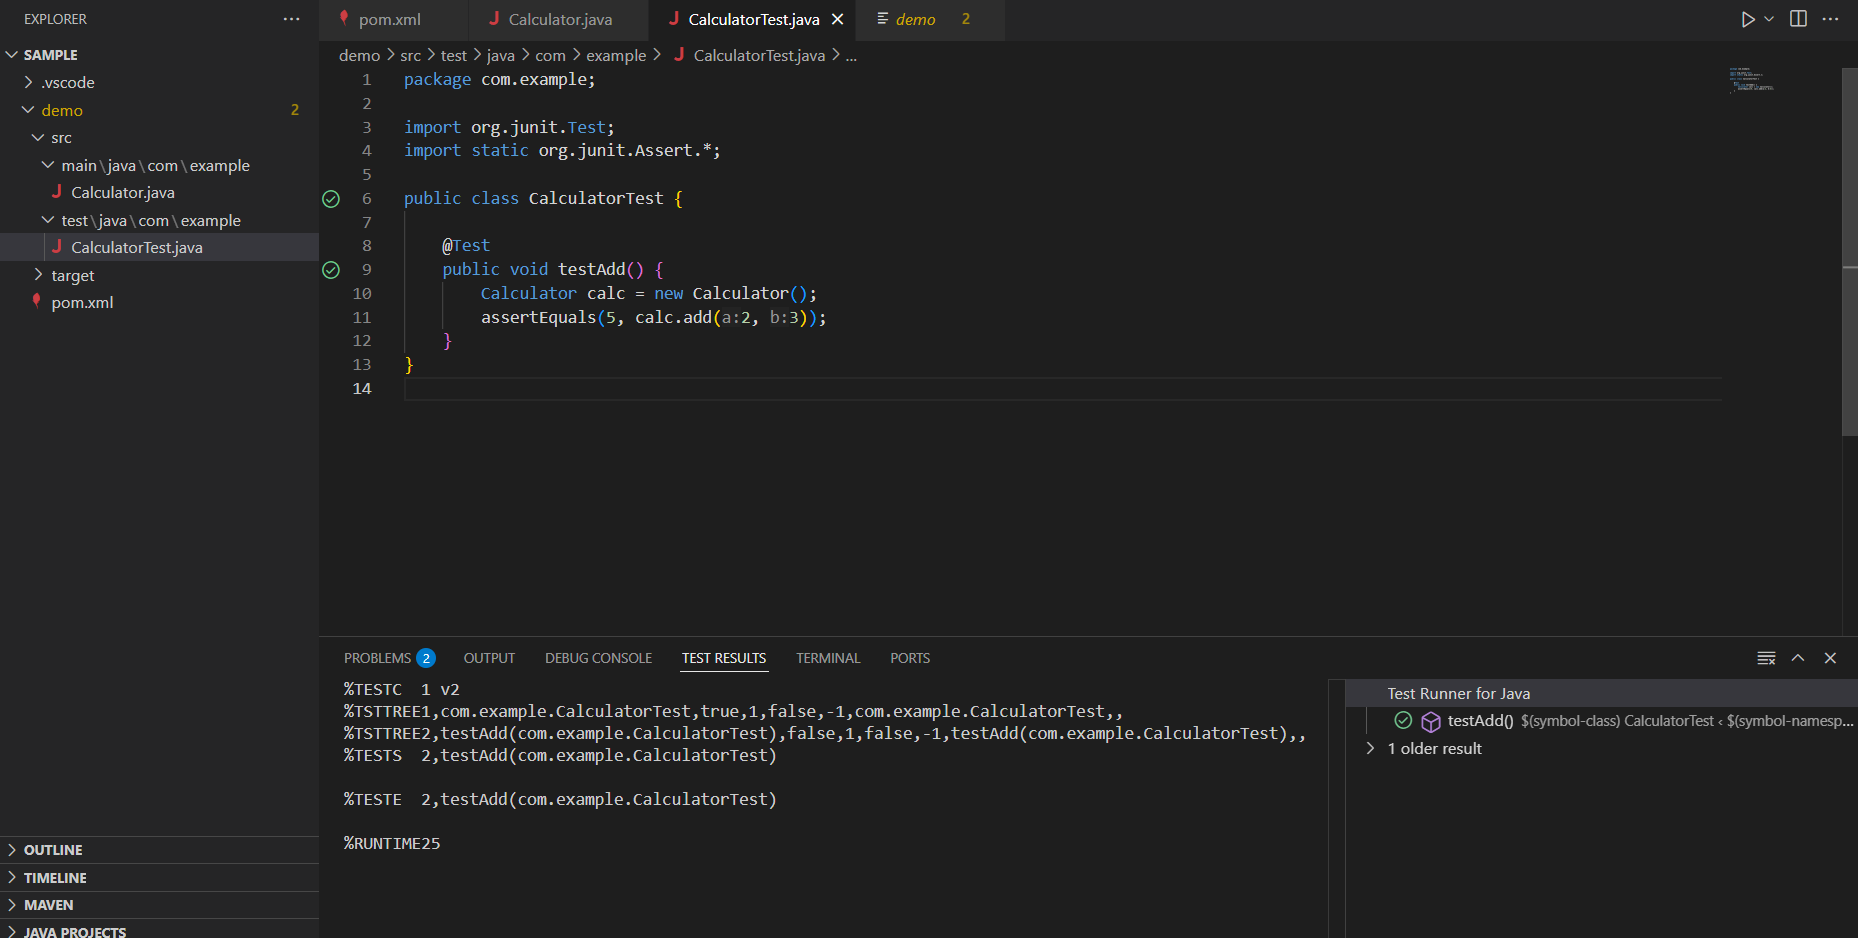 EXPLORER
SAMPLE
.vscode
demo 2
src
main\java\com\example
Calculator.java
test\java\com\example
CalculatorTest.java
target
pom.xml
OUTLINE
TIMELINE
MAVEN
JAVA PROJECTS
pom.xml Calculator.java CalculatorTest.java demo 2
demo > src > test > java > com > example > CalculatorTest.java > ...
1 package com.example;
2
3 import org.junit.Test;
4 import static org.junit.Assert.*;
5
6 public class CalculatorTest {
7
8 @Test
9 public void testAdd() {
10 Calculator calc = new Calculator();
11 assertEquals(5, calc.add(a:2, b:3));
12 }
13 }
14
PROBLEMS 2 OUTPUT DEBUG CONSOLE TEST RESULTS TERMINAL PORTS
%TESTC  1 v2
%TSTTREE1,com.example.CalculatorTest,true,1,false,-1,com.example.CalculatorTest,,
%TSTTREE2,testAdd(com.example.CalculatorTest),false,1,false,-1,testAdd(com.example.CalculatorTest),,
%TESTS  2,testAdd(com.example.CalculatorTest)
%TESTE  2,testAdd(com.example.CalculatorTest)
%RUNTIME25
Test Runner for Java
testAdd() $(symbol-class) CalculatorTest < $(symbol-namesp...
1 older result